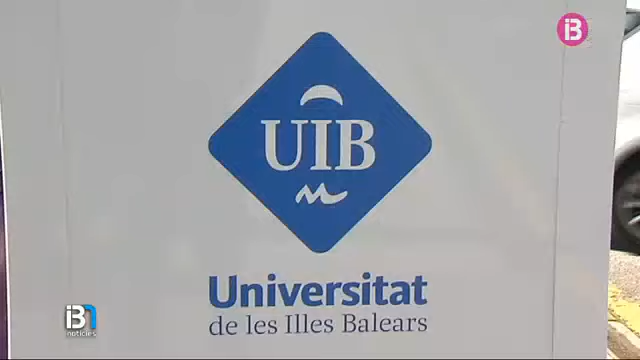 iB
UIB
Universitat
de les Illes Balears
iB
notícies